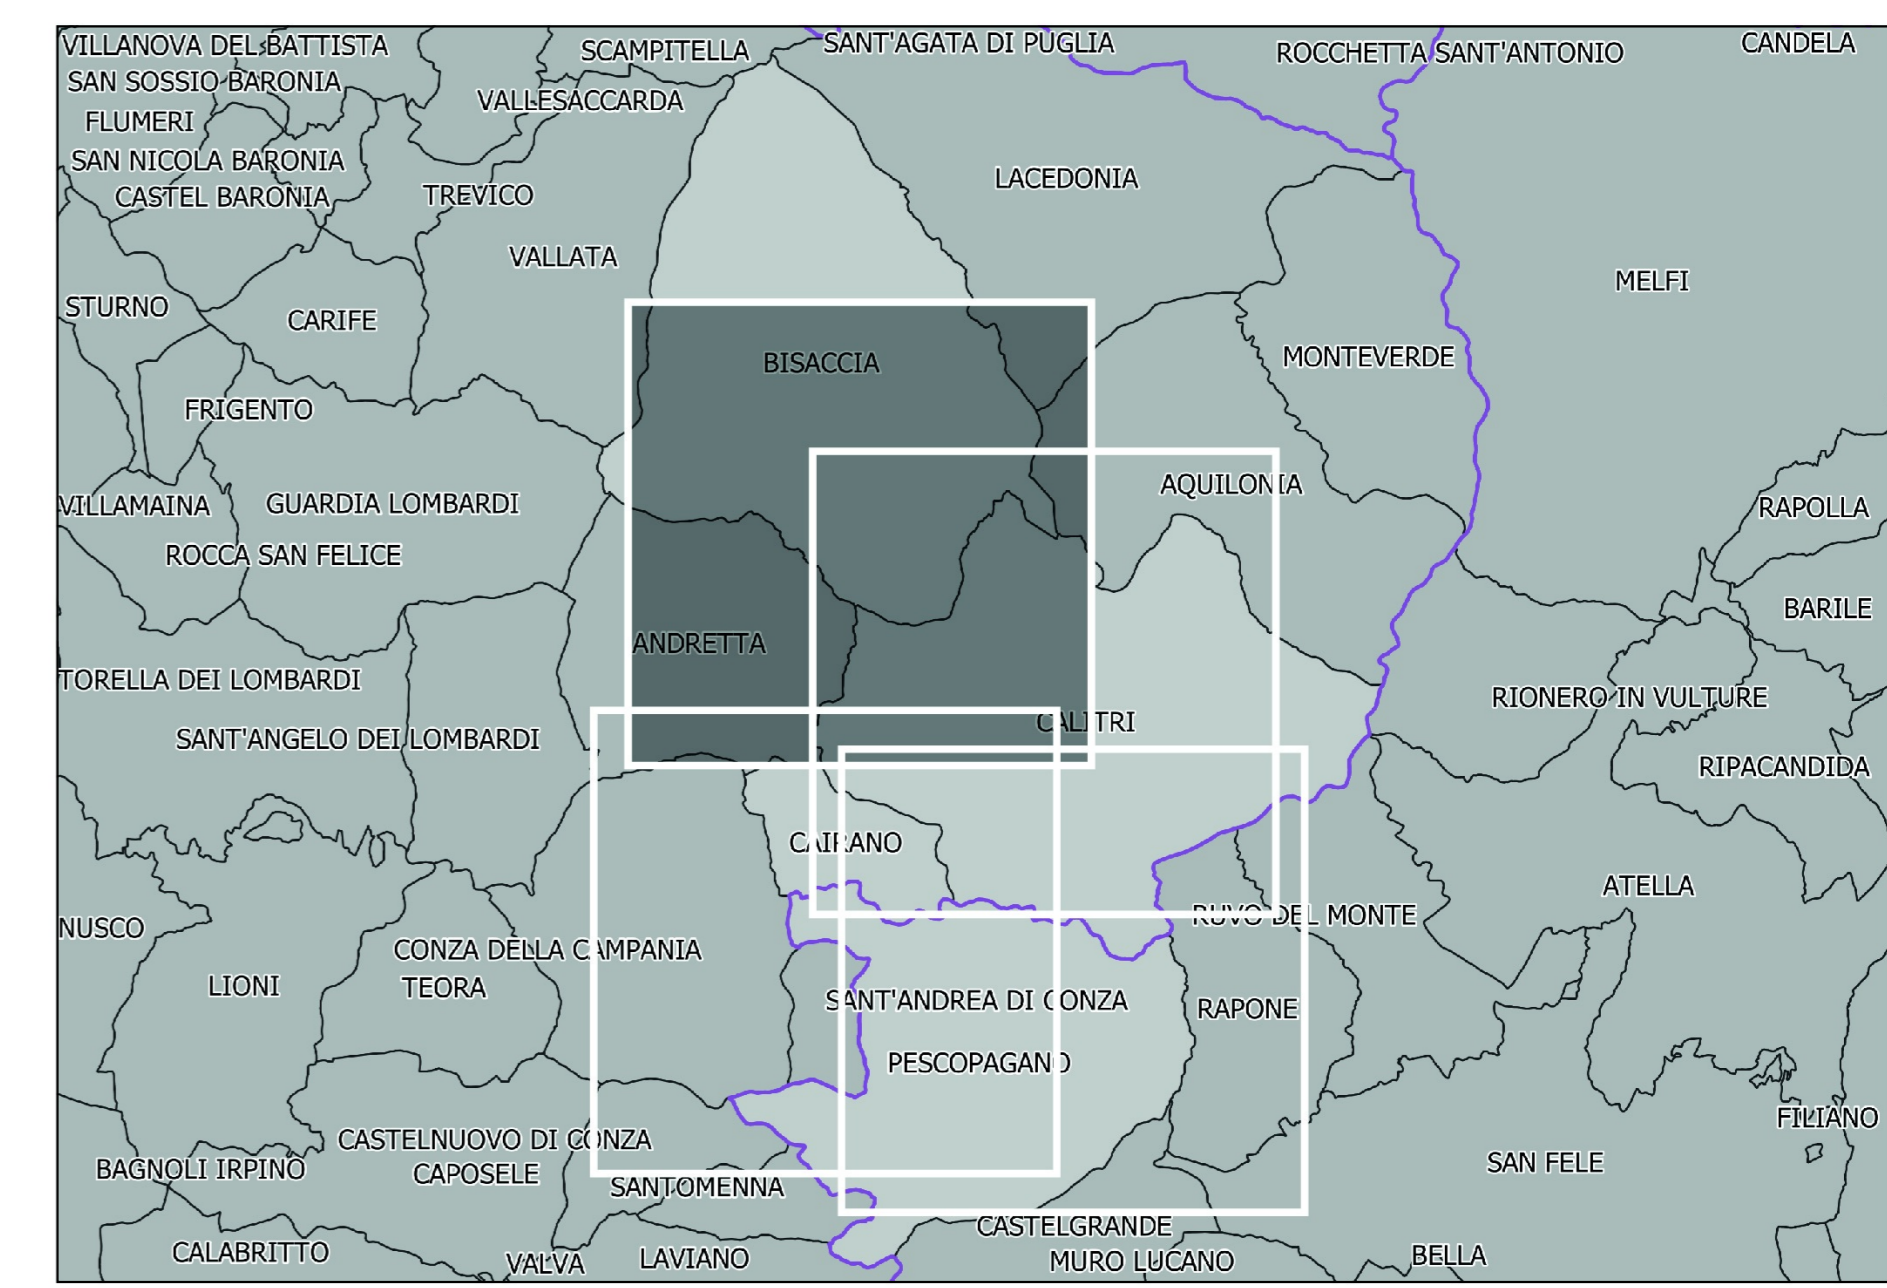 VILLANOVA DEL BATTISTA
SCAMPITELLA
SANT'AGATA DI PUGLIA
ROCCHETTA SANT'ANTONIO
CANDELA
SAN SOSSIO BARONIA
VALLESACCARDA
FLUMERI
SAN NICOLA BARONIA
LACEDONIA
CASTEL BARONIA
TREVICO
VALLATA
MELFI
STURNO
CARIFE
BISACCIA
MONTEVERDE
FRIGENTO
AQUILONIA
VILLAMAINA
GUARDIA LOMBARDI
RAPOLLA
ROCCA SAN FELICE
BARILE
ANDRETTA
TORELLA DEI LOMBARDI
RIONERO IN VULTURE
CALITRI
SANT'ANGELO DEI LOMBARDI
RIPACANDIDA
CAIRANO
ATELLA
NUSCO
RUVO DEL MONTE
CONZA DELLA CAMPANIA
LIONI
TEORA
SANT'ANDREA DI CONZA
RAPONE
PESCOPAGANO
FILIANO
CASTELNUOVO DI CONZA
BAGNOLI IRPINO
CAPOSELE
SAN FELE
SANTOMENNA
CASTELGRANDE
CALABRITTO
VALVA
LAVIANO
MURO LUCANO
BELLA